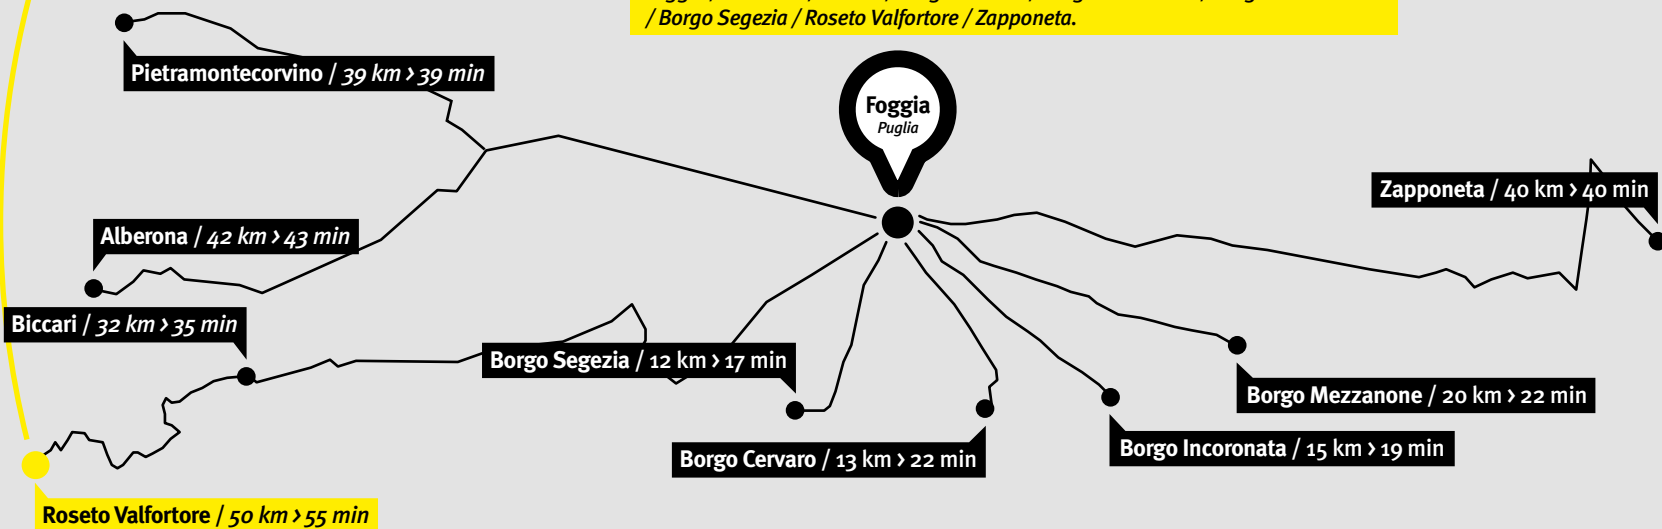 / Borgo Segezia / Roseto Valfortore / Zapponeta.
Pietramontecorvino / 39 km > 39 min
Foggia
Puglia
Zapponeta / 40 km > 40 min
Alberona / 42 km > 43 min
Biccari / 32 km > 35 min
Borgo Segezia / 12 km > 17 min
Borgo Mezzanone / 20 km > 22 min
Borgo Incoronata / 15 km > 19 min
Borgo Cervaro / 13 km > 22 min
Roseto Valfortore / 50 km > 55 min